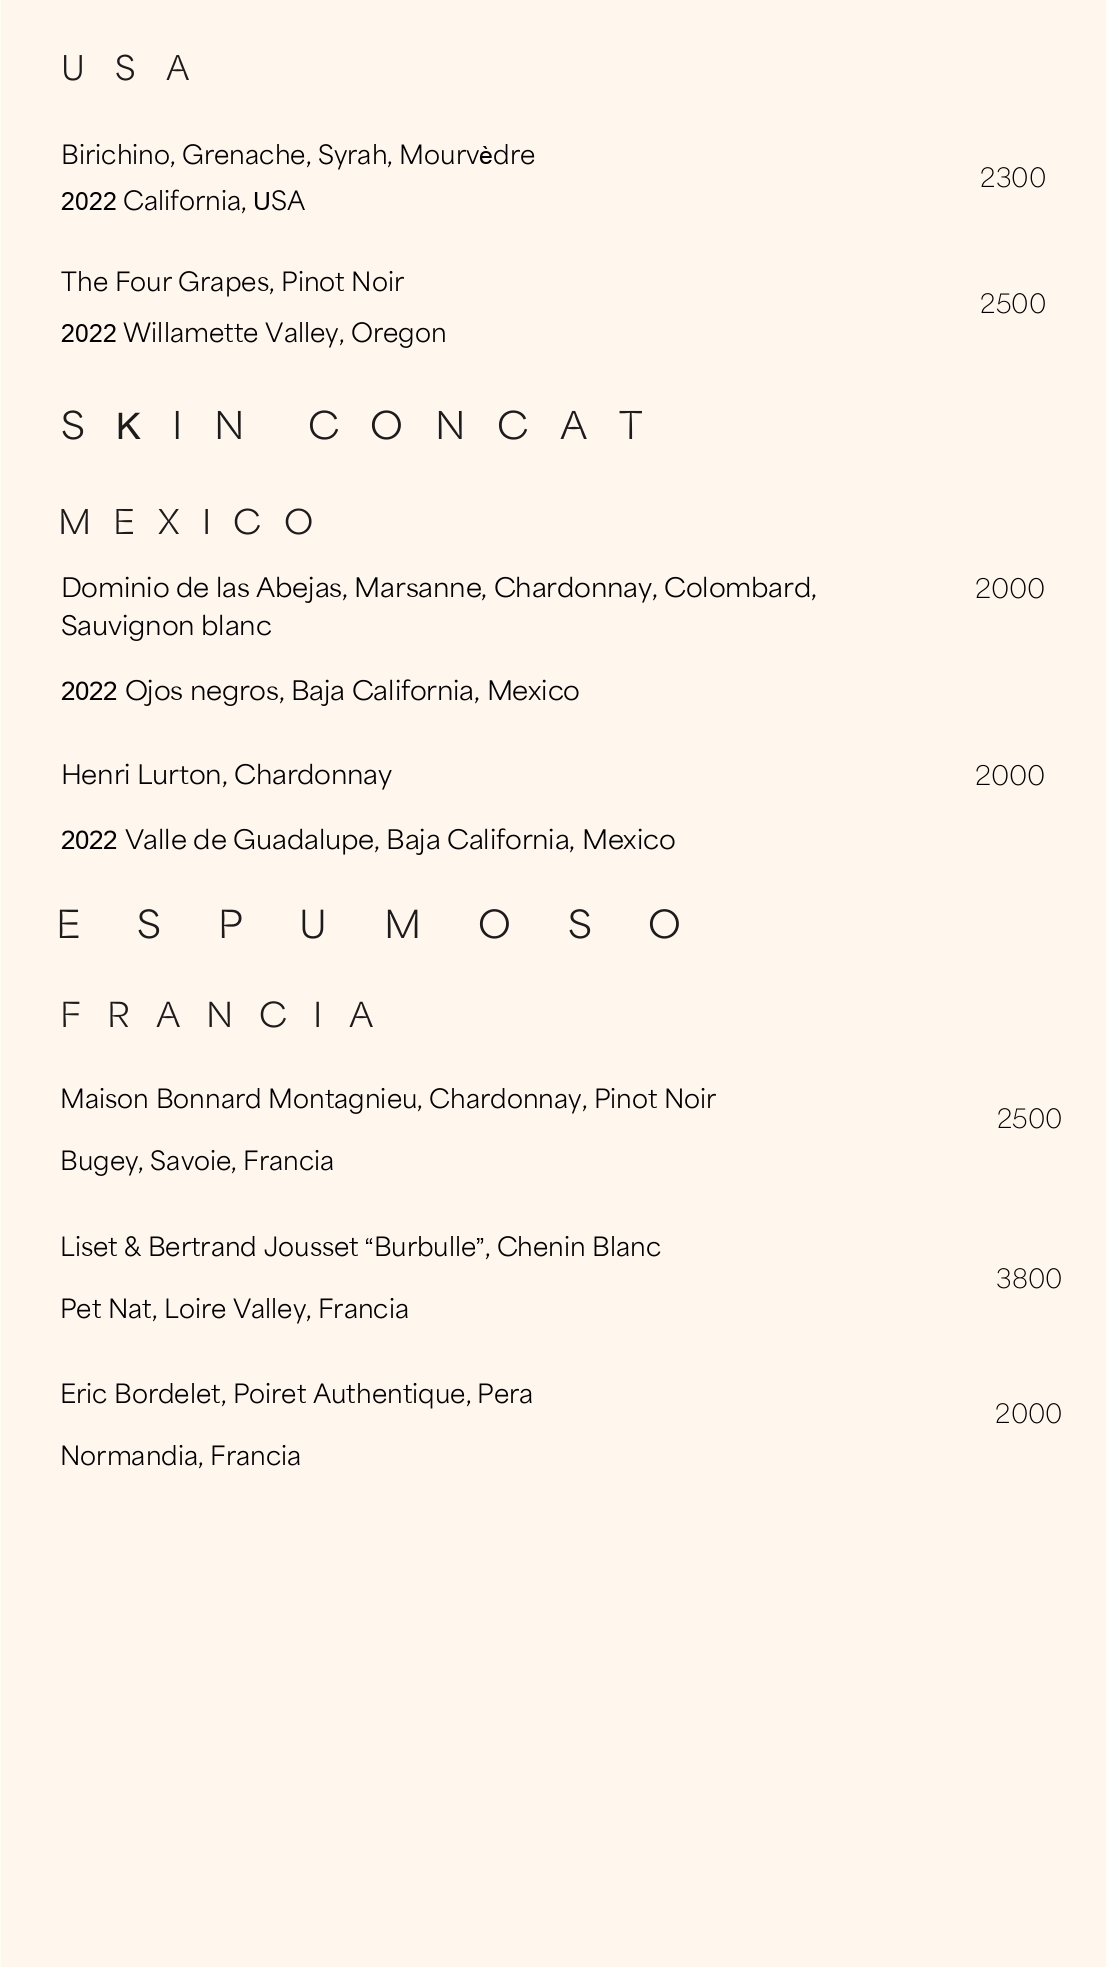 USA
Birichino, Grenache, Syrah, Mourvèdre
2300
2022 California, USA
The Four Grapes, Pinot Noir
2500
2022 Willamette Valley, Oregon
SKIN CONCAT
MEXICO
Dominio de las Abejas, Marsanne, Chardonnay, Colombard, 2000
Sauvignon blanc
2022 Ojos negros, Baja California, Mexico
Henri Lurton, Chardonnay 2000
2022 Valle de Guadalupe, Baja California, Mexico
ESPUMOSO
FRANCIA
Maison Bonnard Montagnieu, Chardonnay, Pinot Noir
2500
Bugey, Savoie, Francia
Liset & Bertrand Jousset “Burbulle”, Chenin Blanc
3800
Pet Nat, Loire Valley, Francia
Eric Bordelet, Poiret Authentique, Pera
2000
Normandia, Francia